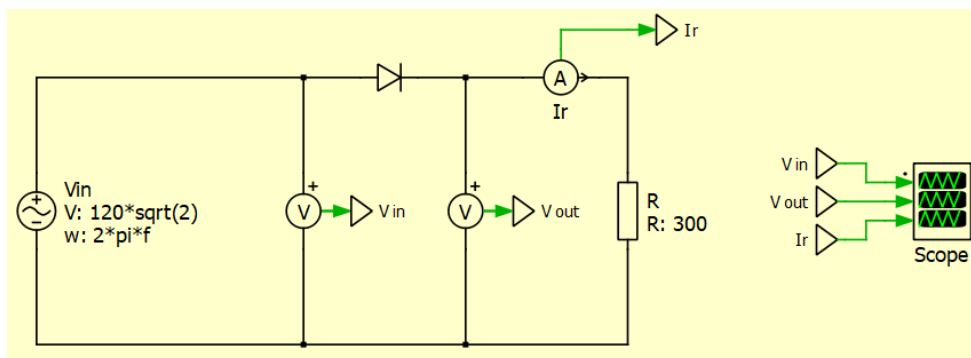 Ir
A
Ir
Vin
V: 120*sqrt(2)
w: 2*pi*f
V
Vin
V
Vout
R
R: 300
Vin
Vout
Ir
Scope